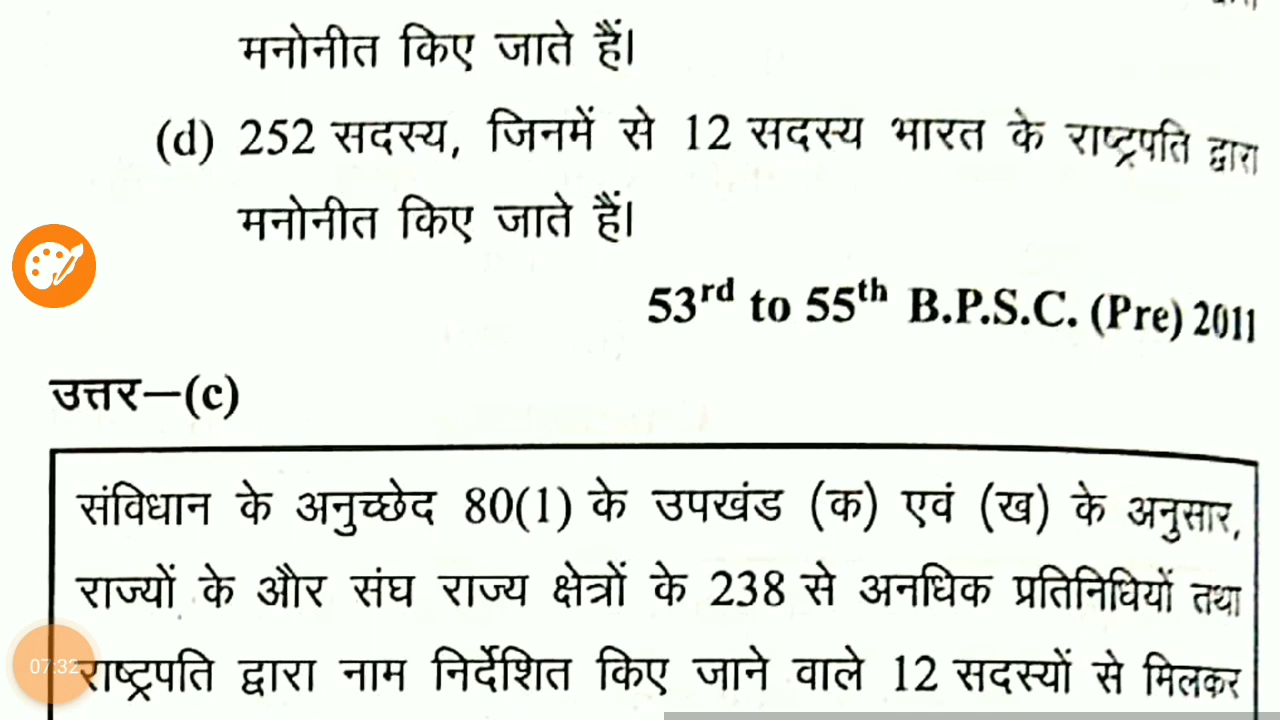 मनोनीत किए जाते हैं।
(d) 252 सदस्य, जिनमें से 12 सदस्य भारत के राष्ट्रपति द्वारा
मनोनीत किए जाते हैं।
53rd to 55th B.P.S.C. (Pre) 2011
उत्तर—(c)
संविधान के अनुच्छेद 80(1) के उपखंड (क) एवं (ख) के अनुसार,
राज्यों के और संघ राज्य क्षेत्रों के 238 से अनधिक प्रतिनिधियों तथा
07:32
राष्ट्रपति द्वारा नाम निर्देशित किए जाने वाले 12 सदस्यों से मिलकर